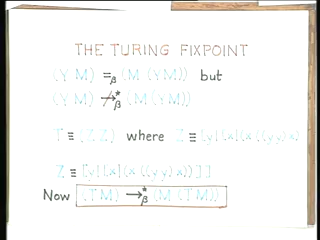 THE TURING FIXPOINT
(Y M) =β (M (Y M)) but
(Y M) ↛*β (M (Y M))
T ≡ (Z Z) where Z ≡ [y[[x](x ((y y) x)
Z ≡ [y[[x](x ((y y) x))]]
Now (T M) →*β (M (T M))